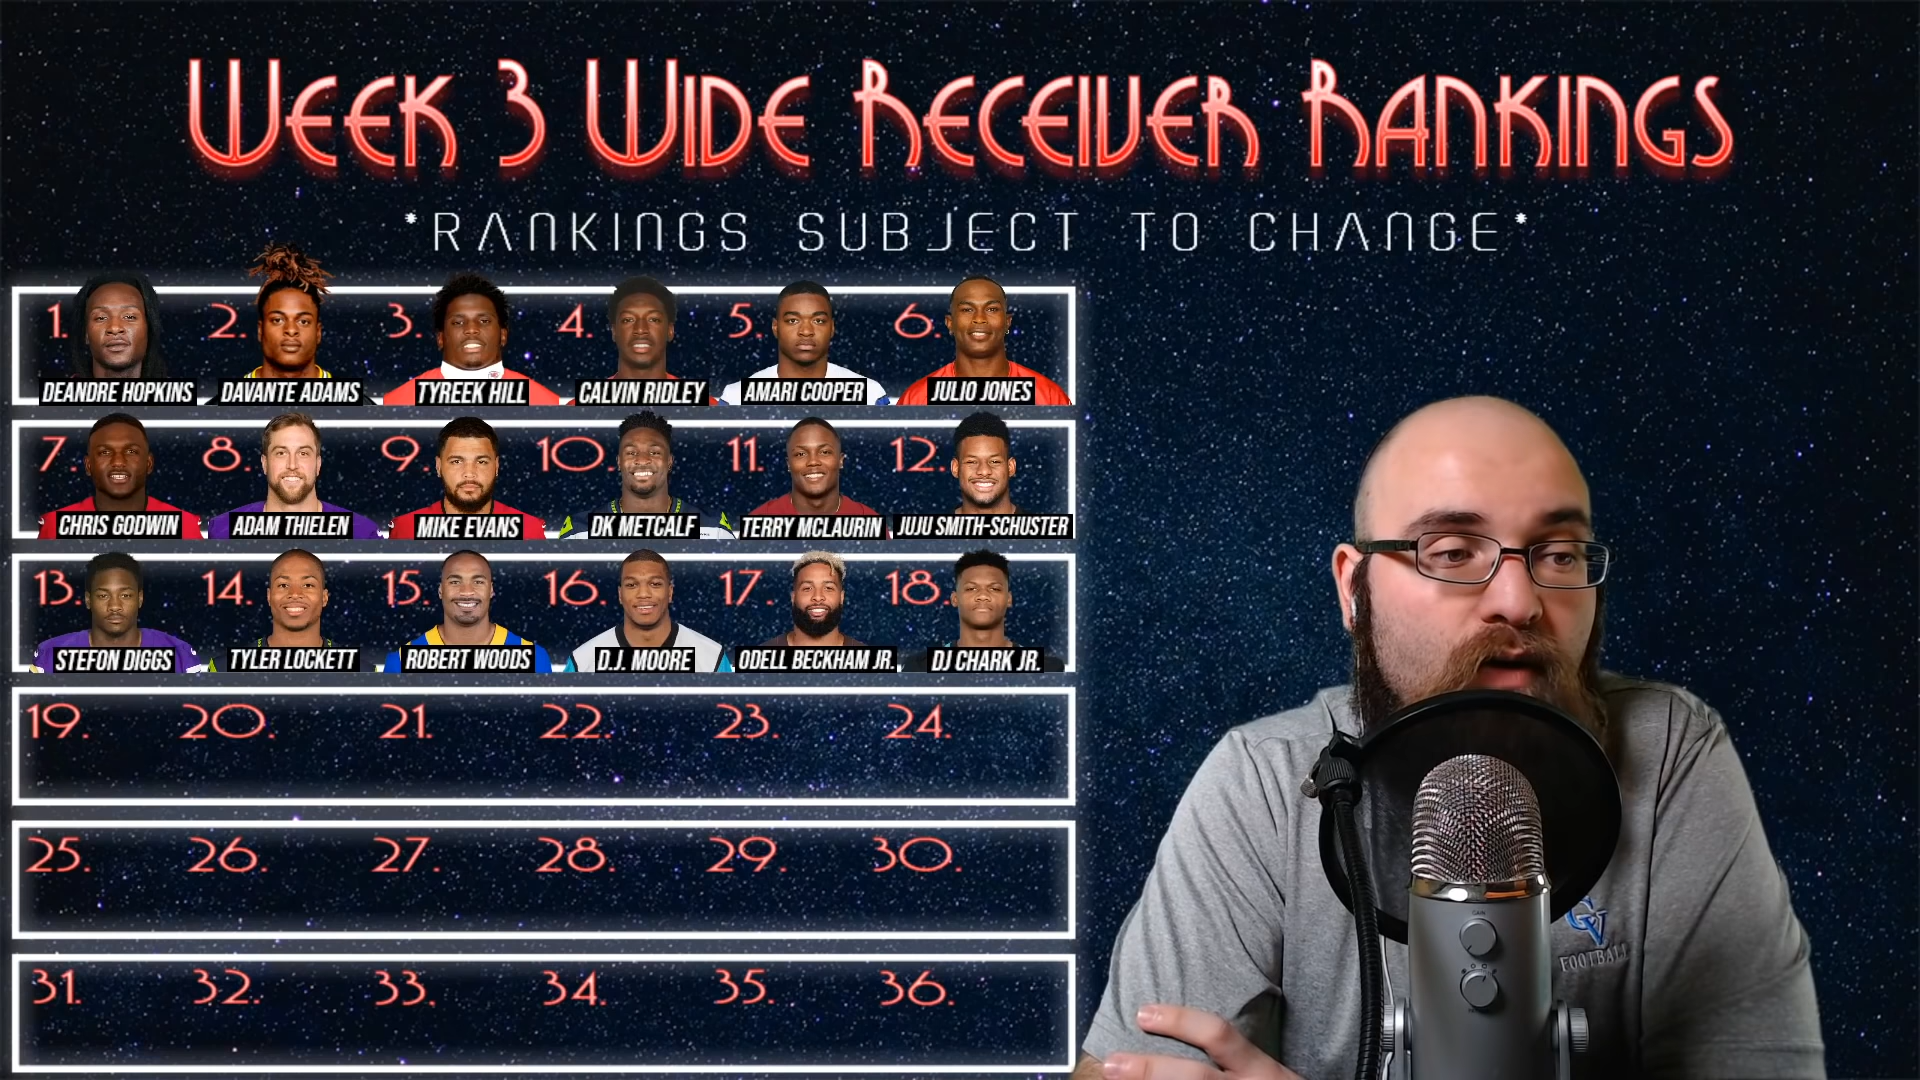 Week 3 Wide Receiver Rankings
*RANKINGS SUBJECT TO CHANGE*
1. 2. 3. 4. 5. 6.
DEANDRE HOPKINS DAVANTE ADAMS TYREEK HILL CALVIN RIDLEY AMARI COOPER JULIO JONES
7. 8. 9. 10. 11. 12.
CHRIS GODWIN ADAM THIELEN MIKE EVANS DK METCALF TERRY MCLAURIN JUJU SMITH-SCHUSTER
13. 14. 15. 16. 17. 18.
STEFON DIGGS TYLER LOCKETT ROBERT WOODS D.J. MOORE ODELL BECKHAM JR. DJ CHARK JR.
19. 20. 21. 22. 23. 24.
25. 26. 27. 28. 29. 30.
31. 32. 33. 34. 35. 36.
CV
FOOTBALL
GAIN